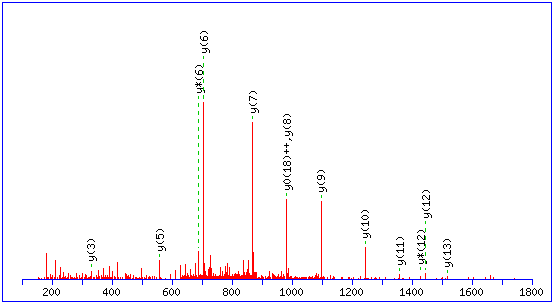 y(3)
y(5)
y*(6)
y(6)
y(7)
y0(18)++,y(8)
y(9)
y(10)
y(11)
y*(12)
y(12)
y(13)
200 400 600 800 1000 1200 1400 1600 1800